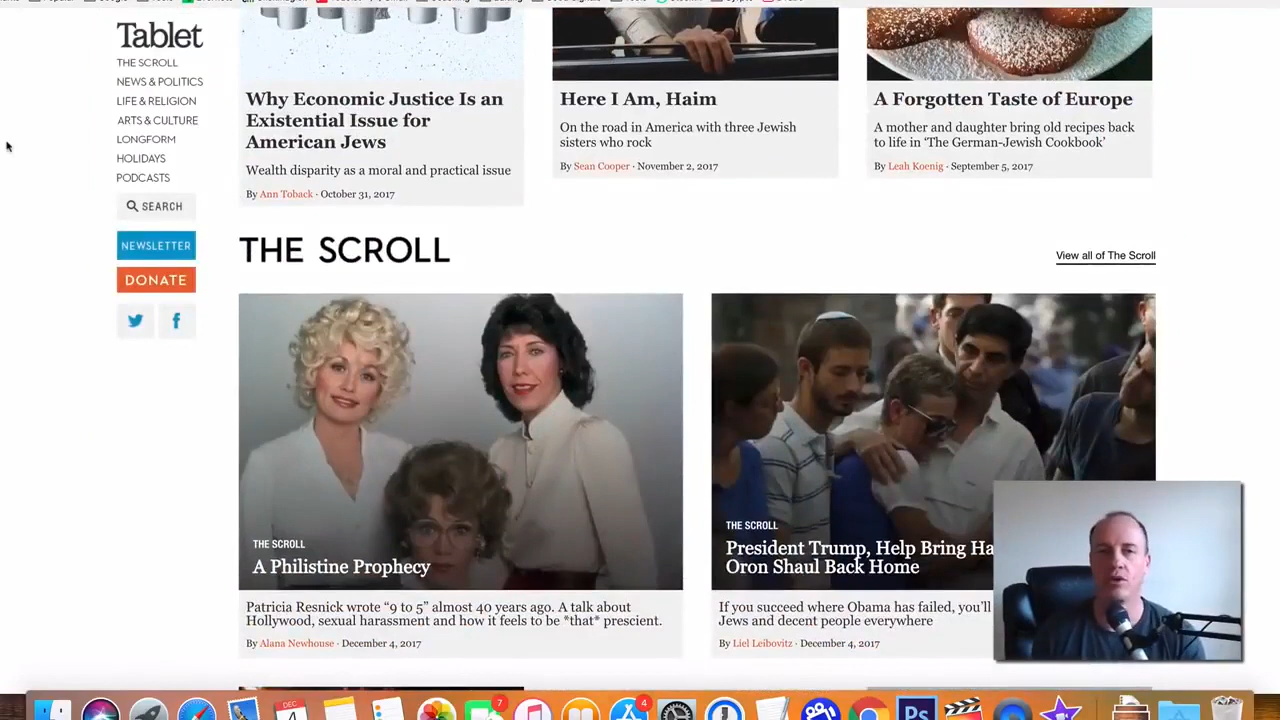 Tablet
THE SCROLL
NEWS & POLITICS
LIFE & RELIGION
ARTS & CULTURE
LONGFORM
HOLIDAYS
PODCASTS
SEARCH
NEWSLETTER
DONATE
Why Economic Justice Is an
Existential Issue for
American Jews
Wealth disparity as a moral and practical issue
By Ann Toback · October 31, 2017
Here I Am, Haim
On the road in America with three Jewish
sisters who rock
By Sean Cooper · November 2, 2017
A Forgotten Taste of Europe
A mother and daughter bring old recipes back
to life in ‘The German-Jewish Cookbook’
By Leah Koenig · September 5, 2017
THE SCROLL
View all of The Scroll
THE SCROLL
A Philistine Prophecy
Patricia Resnick wrote “9 to 5” almost 40 years ago. A talk about
Hollywood, sexual harassment and how it feels to be *that* prescient.
By Alana Newhouse · December 4, 2017
THE SCROLL
President Trump, Help Bring Ha
Oron Shaul Back Home
If you succeed where Obama has failed, you’ll
Jews and decent people everywhere
By Liel Leibovitz · December 4, 2017
7
DEC
4
4
Ps